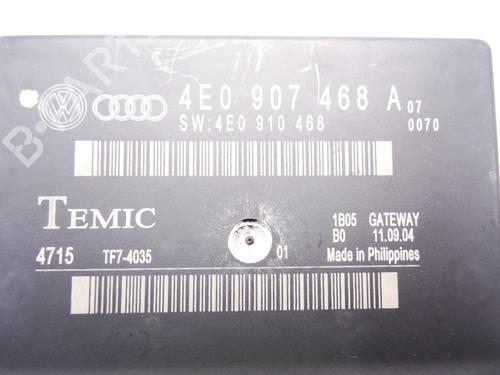 4E0 907 468 A 07
SW:4E0 910 468 0070
TEMIC
1B05 GATEWAY
B0 11.09.04
4715 TF7-4035 01 Made in Philippines
B-PARTS